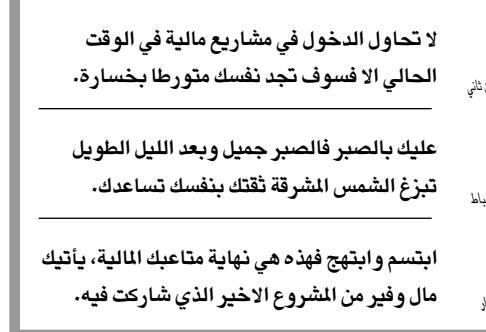 لا تحاول الدخول في مشاريع مالية في الوقت
الحالي الا فسوف تجد نفسك متورطا بخسارة.
ثاني
عليك بالصبر فالصبر جميل وبعد الليل الطويل
تبزغ الشمس المشرقة ثقتك بنفسك تساعدك.
ابتسم وابتهج فهذه هي نهاية متاعبك المالية، يأتيك
مال وفير من المشروع الاخير الذي شاركت فيه.